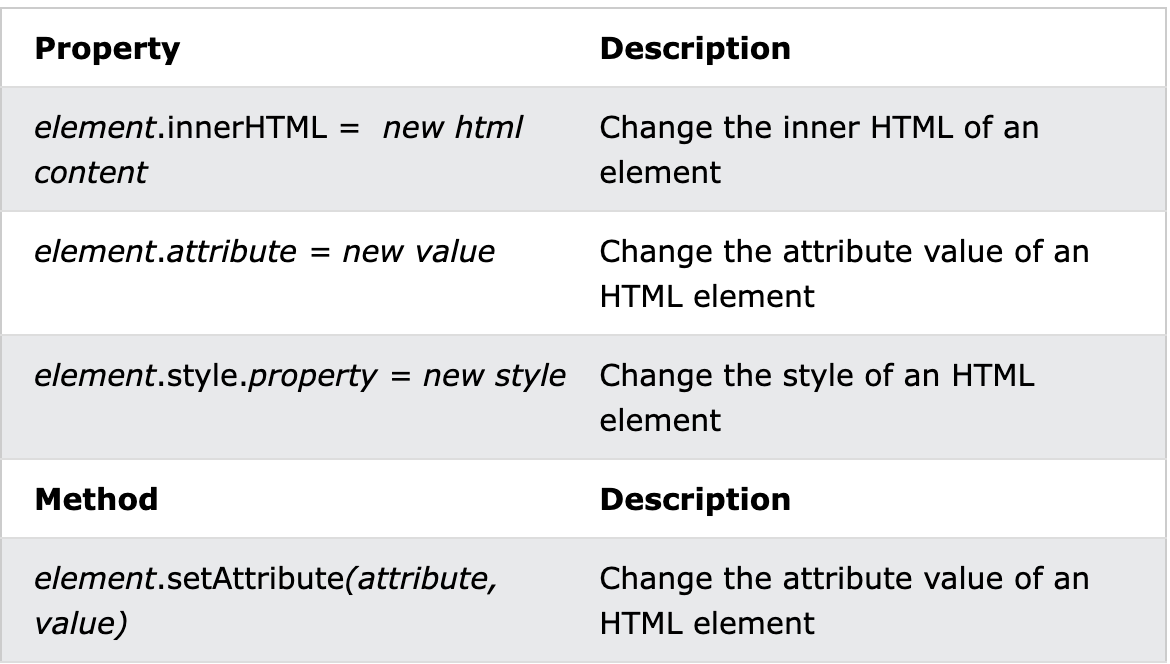 Property Description
element.innerHTML =  new html Change the inner HTML of an
content element
element.attribute = new value Change the attribute value of an
HTML element
element.style.property = new style Change the style of an HTML
element
Method Description
element.setAttribute(attribute, Change the attribute value of an
value) HTML element